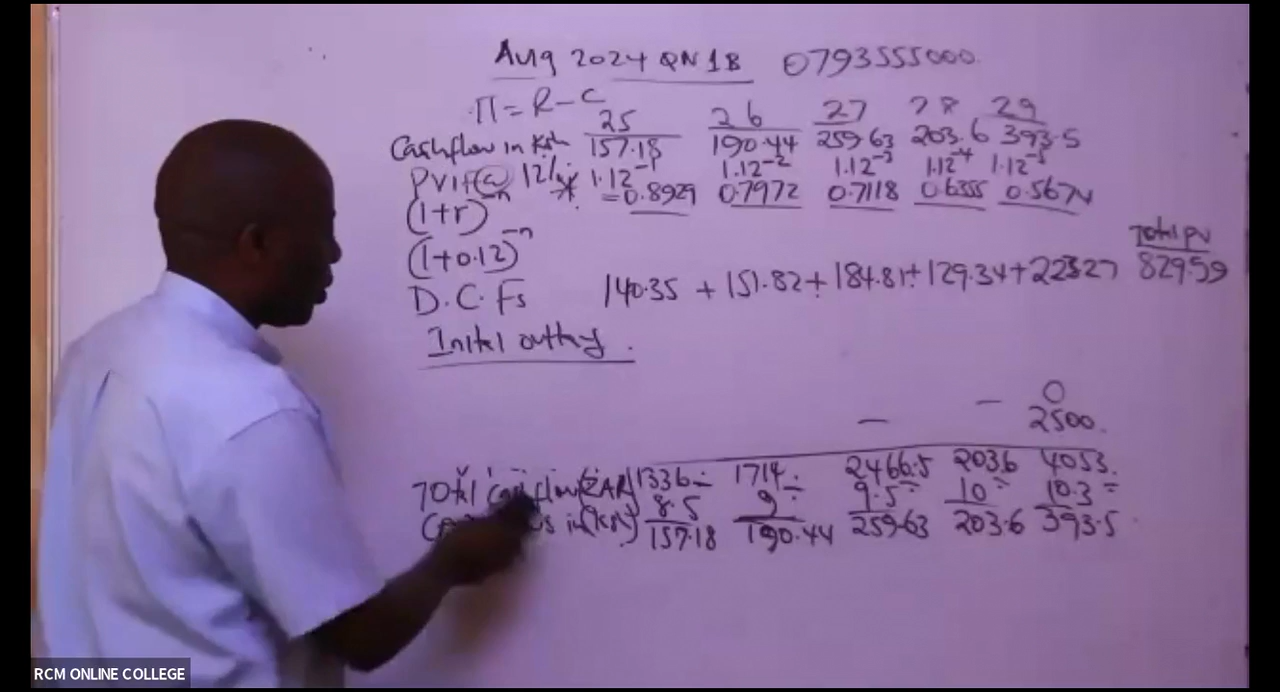 Aug 2024 QN 1B 0793555000
π = R - C
25 26 27 28 29
Cashflow in Ksh 157.18 190.44 259.63 203.6 393.5
PVIF@ 12% * 1.12⁻¹ 1.12⁻² 1.12⁻³ 1.12⁻⁴ 1.12⁻⁵
(1+r)⁻ⁿ = 0.8929 0.7972 0.7118 0.6355 0.5674
(1+0.12)⁻ⁿ
Total PV
D.C.Fs 140.35 + 151.82 + 184.81 + 129.34 + 223.27 829.59
Initial outlay.
— — 0
2500.
Total cashflow (ZAR) 1336 ÷ 1714 ÷ 2466.5 ÷ 2036 ÷ 4053 ÷
8.5 9 9.5 10 10.3
in (Ksh) 157.18 190.44 259.63 203.6 393.5
RCM ONLINE COLLEGE